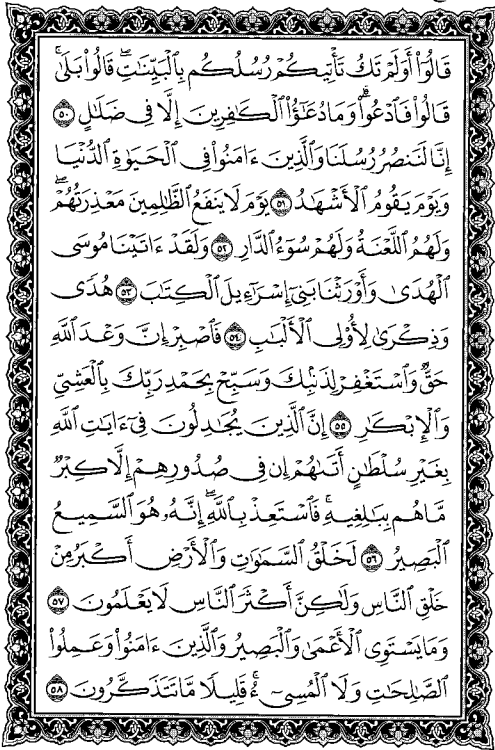 قَالُوٓا۟ أَوَلَمْ تَكُ تَأْتِيكُمْ رُسُلُكُم بِٱلْبَيِّنَٰتِ ۖ قَالُوا۟ بَلَىٰ ۚ
قَالُوا۟ فَٱدْعُوا۟ ۗ وَمَا دُعَٰٓؤُا۟ ٱلْكَٰفِرِينَ إِلَّا فِى ضَلَٰلٍ ٥٠
إِنَّا لَنَنصُرُ رُسُلَنَا وَٱلَّذِينَ ءَامَنُوا۟ فِى ٱلْحَيَوٰةِ ٱلدُّنْيَا
وَيَوْمَ يَقُومُ ٱلْأَشْهَٰدُ ٥١ يَوْمَ لَا يَنفَعُ ٱلظَّٰلِمِينَ مَعْذِرَتُهُمْ ۖ
وَلَهُمُ ٱللَّعْنَةُ وَلَهُمْ سُوٓءُ ٱلدَّارِ ٥٢ وَلَقَدْ ءَاتَيْنَا مُوسَى
ٱلْهُدَىٰ وَأَوْرَثْنَا بَنِىٓ إِسْرَٰٓءِيلَ ٱلْكِتَٰبَ ٥٣ هُدًى
وَذِكْرَىٰ لِأُو۟لِى ٱلْأَلْبَٰبِ ٥٤ فَٱصْبِرْ إِنَّ وَعْدَ ٱللَّهِ
حَقٌّ وَٱسْتَغْفِرْ لِذَنۢبِكَ وَسَبِّحْ بِحَمْدِ رَبِّكَ بِٱلْعَشِىِّ
وَٱلْإِبْكَٰرِ ٥٥ إِنَّ ٱلَّذِينَ يُجَٰدِلُونَ فِىٓ ءَايَٰتِ ٱللَّهِ
بِغَيْرِ سُلْطَٰنٍ أَتَىٰهُمْ ۙ إِن فِى صُدُورِهِمْ إِلَّا كِبْرٌ
مَّا هُم بِبَٰلِغِيهِ ۚ فَٱسْتَعِذْ بِٱللَّهِ ۖ إِنَّهُۥ هُوَ ٱلسَّمِيعُ
ٱلْبَصِيرُ ٥٦ لَخَلْقُ ٱلسَّمَٰوَٰتِ وَٱلْأَرْضِ أَكْبَرُ مِنْ
خَلْقِ ٱلنَّاسِ وَلَٰكِنَّ أَكْثَرَ ٱلنَّاسِ لَا يَعْلَمُونَ ٥٧
وَمَا يَسْتَوِى ٱلْأَعْمَىٰ وَٱلْبَصِيرُ وَٱلَّذِينَ ءَامَنُوا۟ وَعَمِلُوا۟
ٱلصَّٰلِحَٰتِ وَلَا ٱلْمُسِىٓءُ ۚ قَلِيلًا مَّا تَتَذَكَّرُونَ ٥٨